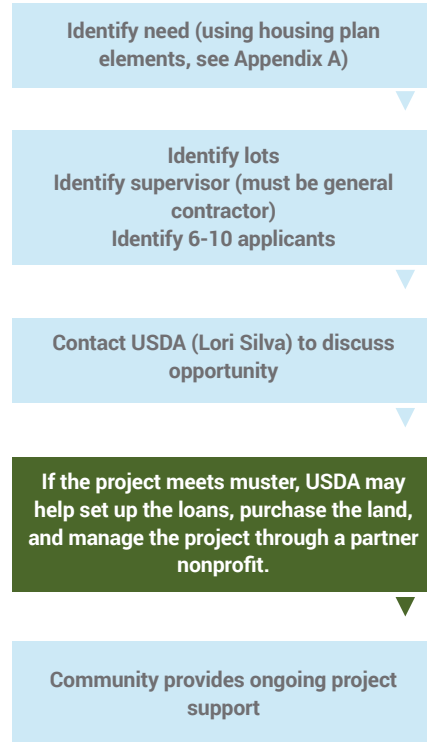 Identify need (using housing plan
elements, see Appendix A)
Identify lots
Identify supervisor (must be general
contractor)
Identify 6-10 applicants
Contact USDA (Lori Silva) to discuss
opportunity
If the project meets muster, USDA may
help set up the loans, purchase the land,
and manage the project through a partner
nonprofit.
Community provides ongoing project
support